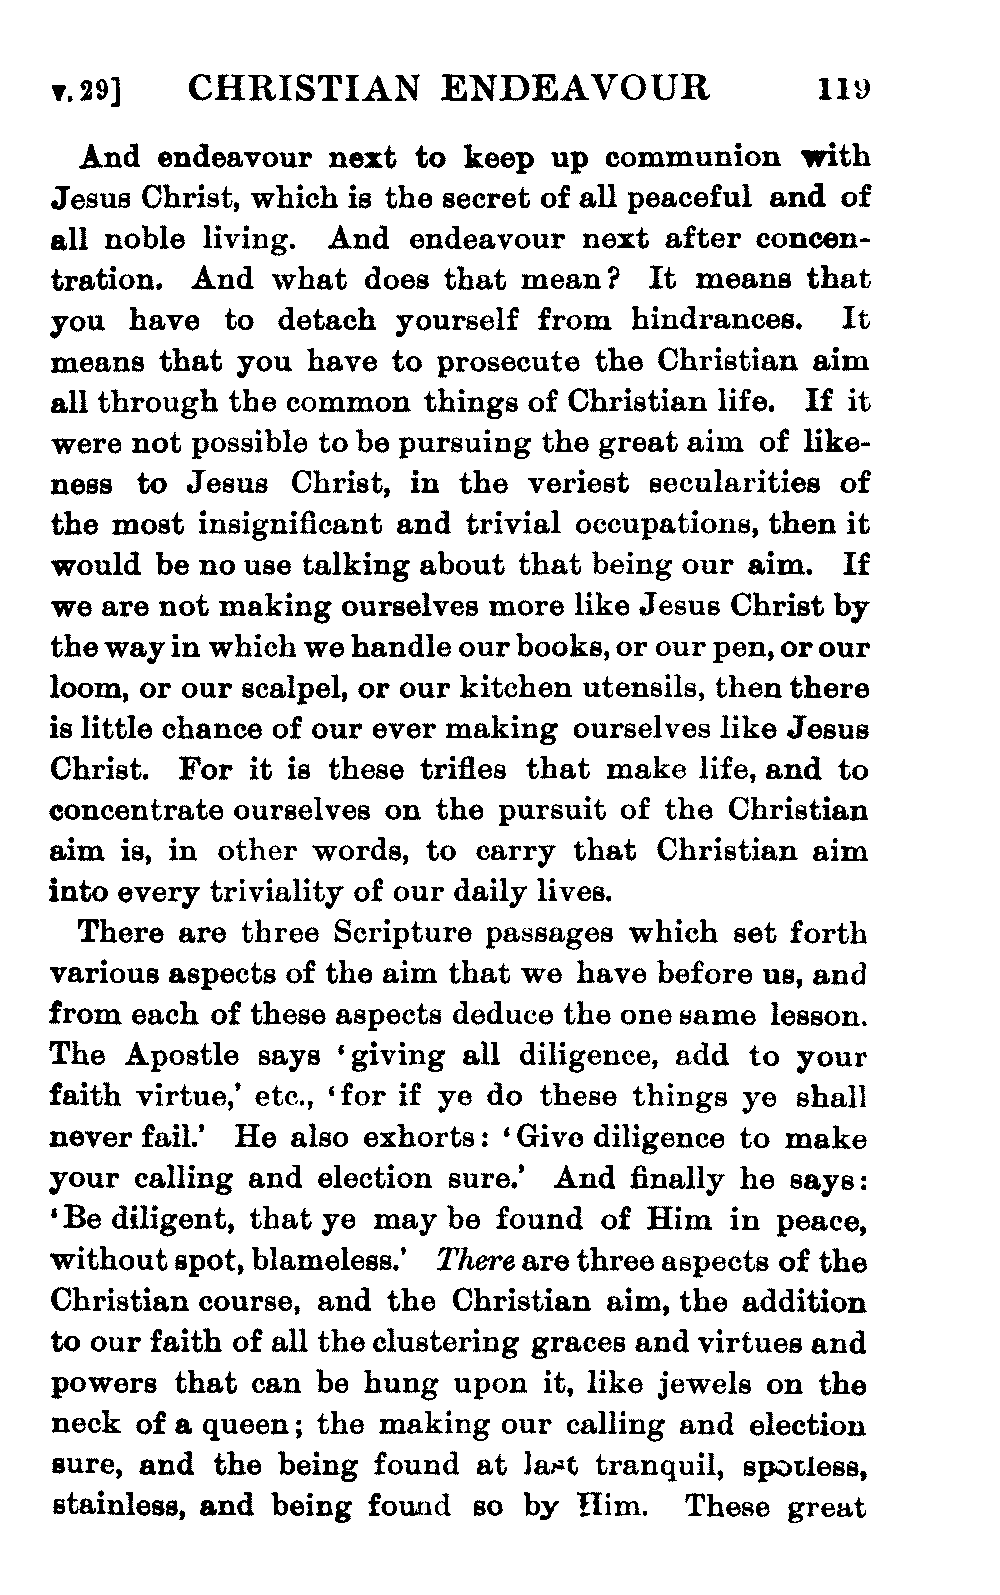 v. 29] CHRISTIAN ENDEAVOUR 119
And endeavour next to keep up communion with
Jesus Christ, which is the secret of all peaceful and of
all noble living. And endeavour next after concen-
tration. And what does that mean? It means that
you have to detach yourself from hindrances. It
means that you have to prosecute the Christian aim
all through the common things of Christian life. If it
were not possible to be pursuing the great aim of like-
ness to Jesus Christ, in the veriest secularities of
the most insignificant and trivial occupations, then it
would be no use talking about that being our aim. If
we are not making ourselves more like Jesus Christ by
the way in which we handle our books, or our pen, or our
loom, or our scalpel, or our kitchen utensils, then there
is little chance of our ever making ourselves like Jesus
Christ. For it is these trifles that make life, and to
concentrate ourselves on the pursuit of the Christian
aim is, in other words, to carry that Christian aim
into every triviality of our daily lives.
There are three Scripture passages which set forth
various aspects of the aim that we have before us, and
from each of these aspects deduce the one same lesson.
The Apostle says ‘giving all diligence, add to your
faith virtue,’ etc., ‘for if ye do these things ye shall
never fail.’ He also exhorts: ‘Give diligence to make
your calling and election sure.’ And finally he says:
‘Be diligent, that ye may be found of Him in peace,
without spot, blameless.’ There are three aspects of the
Christian course, and the Christian aim, the addition
to our faith of all the clustering graces and virtues and
powers that can be hung upon it, like jewels on the
neck of a queen; the making our calling and election
sure, and the being found at last tranquil, spotless,
stainless, and being found so by Him. These great